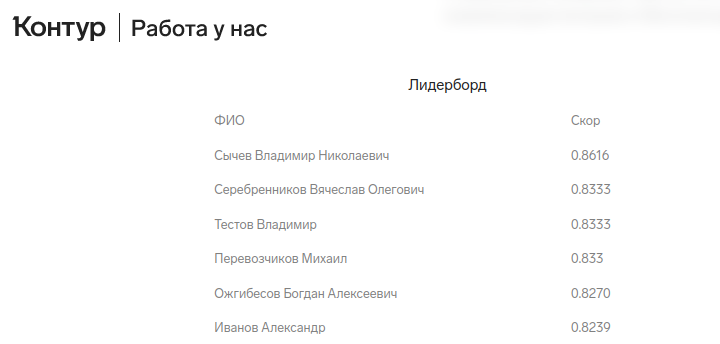 Контур | Работа у нас
Лидерборд
ФИО Скор
Сычев Владимир Николаевич 0.8616
Серебренников Вячеслав Олегович 0.8333
Тестов Владимир 0.8333
Перевозчиков Михаил 0.833
Ожгибесов Богдан Алексеевич 0.8270
Иванов Александр 0.8239